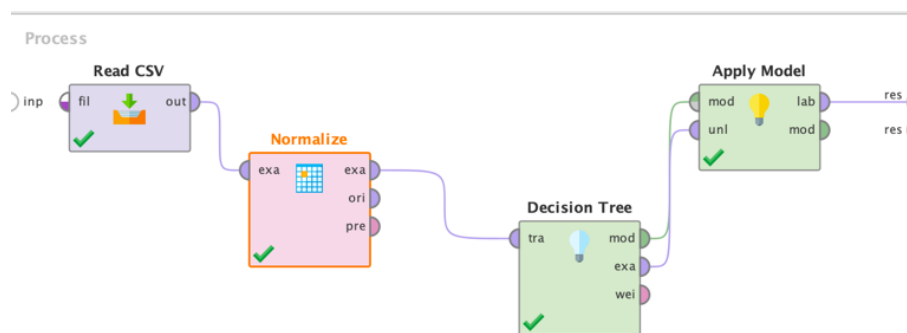 Process
Read CSV
inp
fil
out
Normalize
exa
exa
ori
pre
Decision Tree
tra
mod
exa
wei
Apply Model
mod
lab
unl
mod
res
res